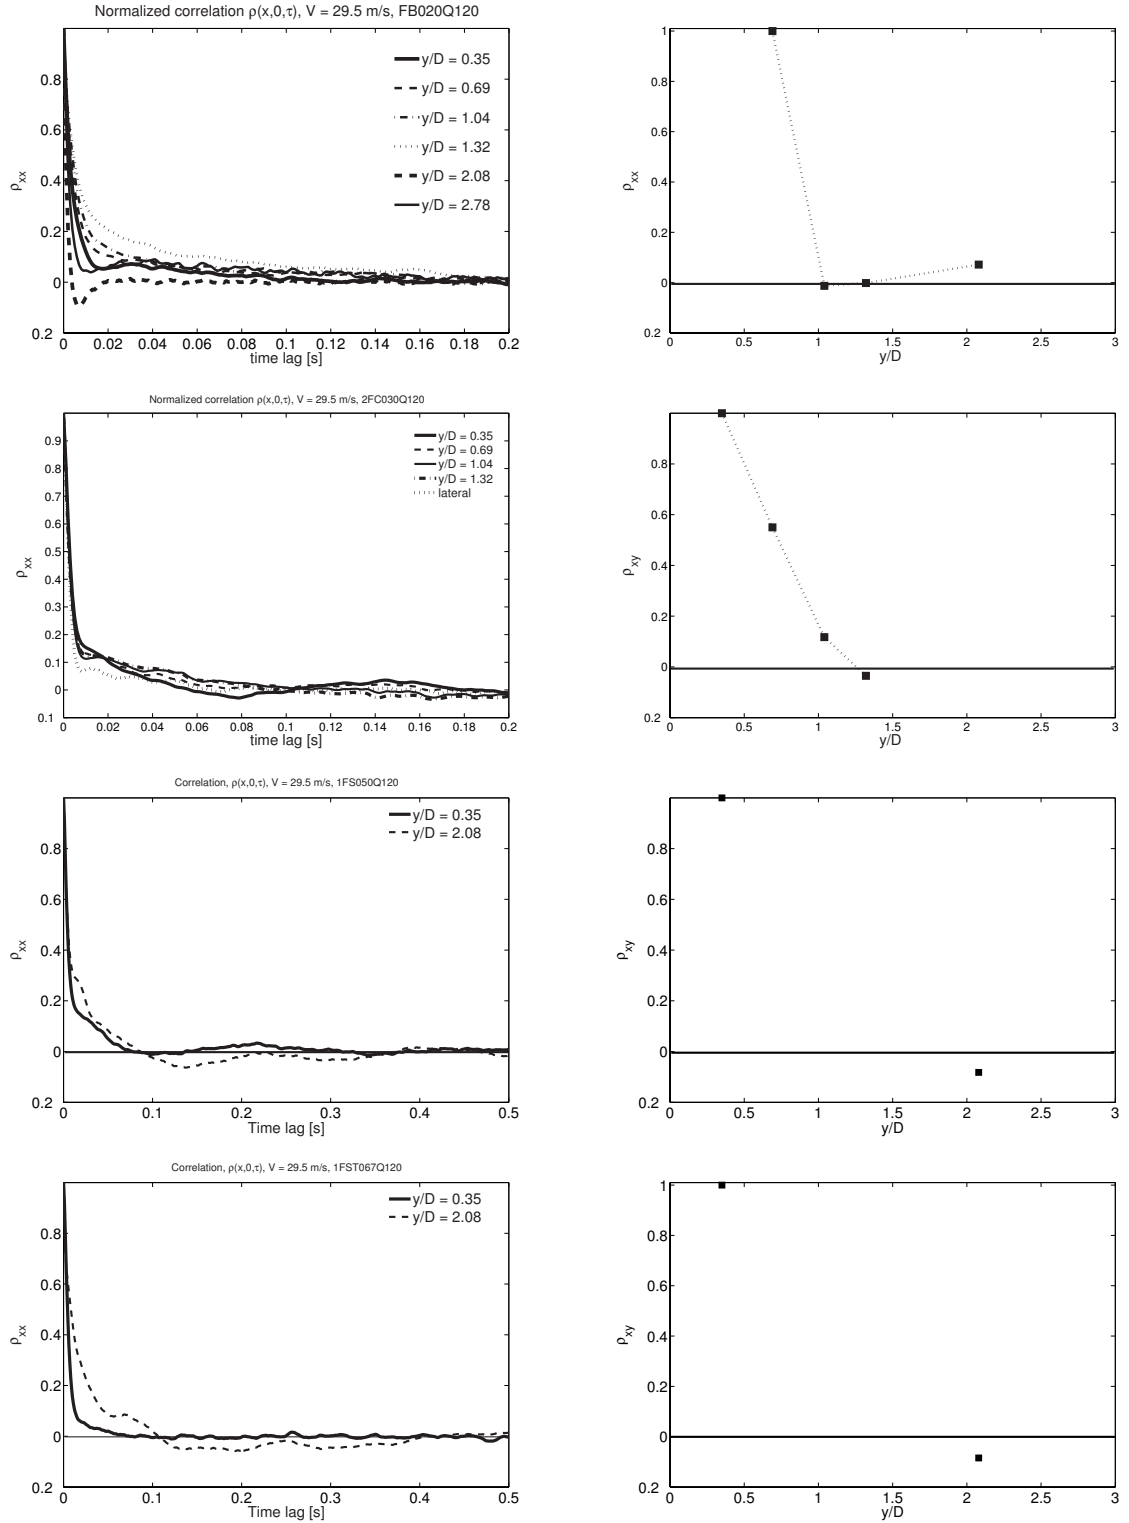 Normalized correlation ρ(x,0,τ), V = 29.5 m/s, FB020Q120
y/D = 0.35
y/D = 0.69
y/D = 1.04
y/D = 1.32
y/D = 2.08
y/D = 2.78
0.8
0.6
0.4
0.2
0
0.2
ρxx
0 0.02 0.04 0.06 0.08 0.1 0.12 0.14 0.16 0.18 0.2
time lag [s]
1
0.8
0.6
0.4
0.2
0
0.2
ρxx
0 0.5 1 1.5 2 2.5 3
y/D
Normalized correlation ρ(x,0,τ), V = 29.5 m/s, 2FC030Q120
y/D = 0.35
y/D = 0.69
y/D = 1.04
y/D = 1.32
lateral
0.9
0.8
0.7
0.6
0.5
0.4
0.3
0.2
0.1
0
0.1
ρxx
0 0.02 0.04 0.06 0.08 0.1 0.12 0.14 0.16 0.18 0.2
time lag [s]
0.8
0.6
0.4
0.2
0
0.2
ρxy
0 0.5 1 1.5 2 2.5 3
y/D
Correlation, ρ(x,0,τ), V = 29.5 m/s, 1FS050Q120
y/D = 0.35
y/D = 2.08
0.8
0.6
0.4
0.2
0
0.2
ρxx
0 0.1 0.2 0.3 0.4 0.5
Time lag [s]
0.8
0.6
0.4
0.2
0
0.2
ρxy
0 0.5 1 1.5 2 2.5 3
y/D
Correlation, ρ(x,0,τ), V = 29.5 m/s, 1FST067Q120
y/D = 0.35
y/D = 2.08
0.8
0.6
0.4
0.2
0
0.2
ρxx
0 0.1 0.2 0.3 0.4 0.5
Time lag [s]
1
0.8
0.6
0.4
0.2
0
0.2
ρxy
0 0.5 1 1.5 2 2.5 3
y/D